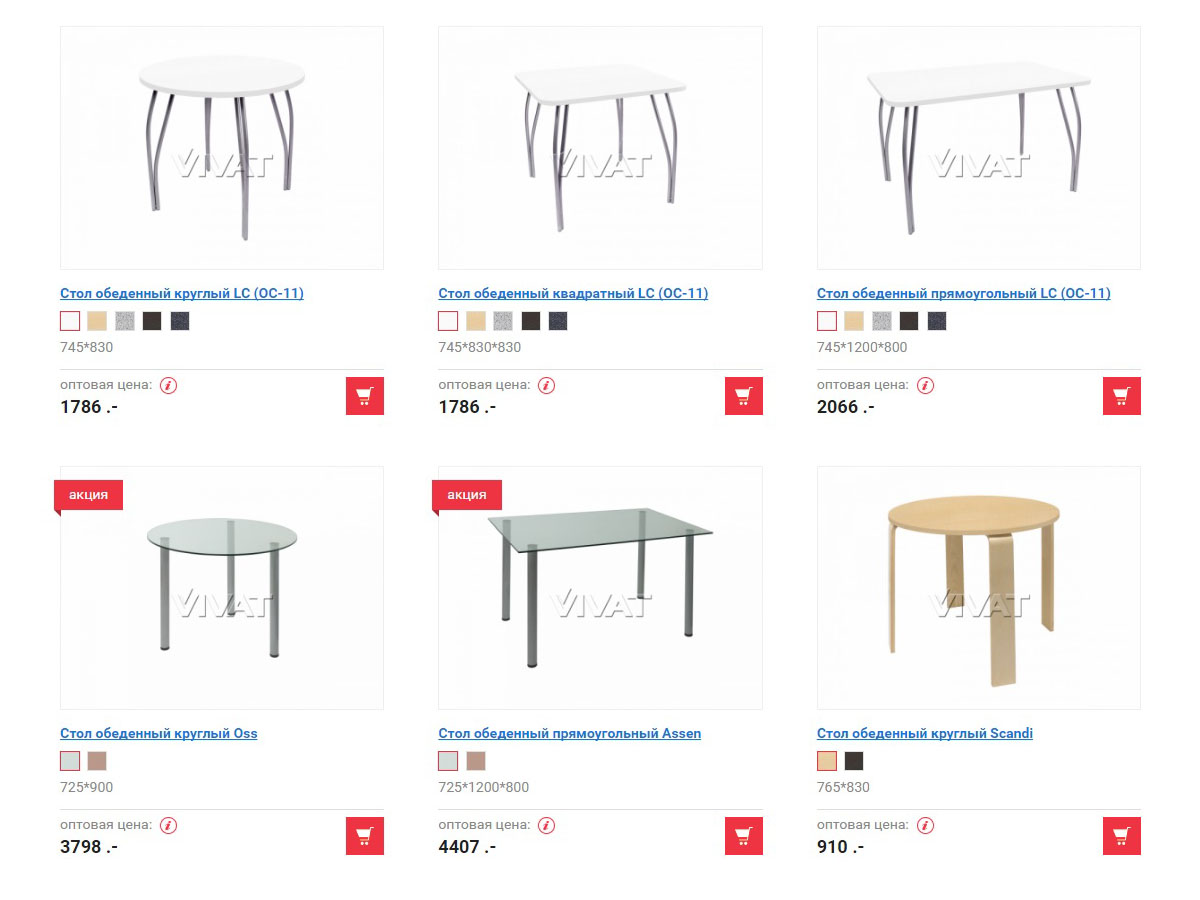 VIVAT
VIVAT
VIVAT
Стол обеденный круглый LC (ОС-11)
745*830
оптовая цена: i
1786 .-
Стол обеденный квадратный LC (ОС-11)
745*830*830
оптовая цена: i
1786 .-
Стол обеденный прямоугольный LC (ОС-11)
745*1200*800
оптовая цена: i
2066 .-
акция
VIVAT
Стол обеденный круглый Oss
725*900
оптовая цена: i
3798 .-
акция
VIVAT
Стол обеденный прямоугольный Assen
725*1200*800
оптовая цена: i
4407 .-
VIVAT
Стол обеденный круглый Scandi
765*830
оптовая цена: i
910 .-